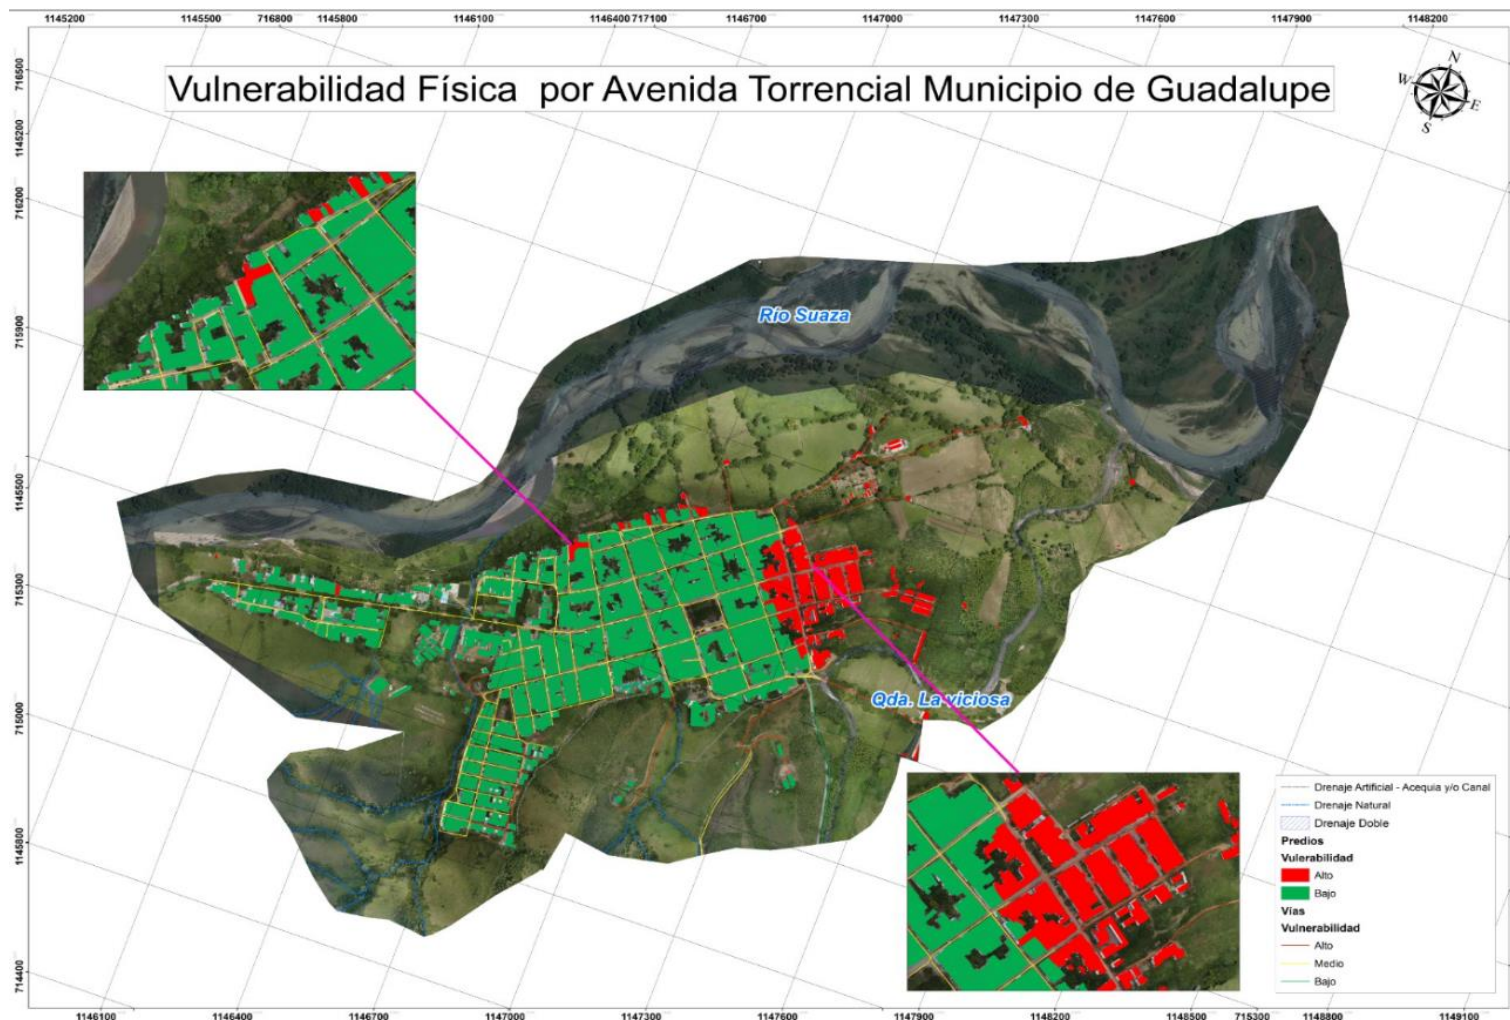 1145200 1145500 716800 1145800 1146100 1146400 717100 1146700 1147000 1147300 1147600 1147900 1148200
716500
1145200
716200
715900
1145500
715300
715000
1145800
714400
Vulnerabilidad Física por Avenida Torrencial Municipio de Guadalupe
N
W
E
S
Río Suaza
Qda. La viciosa
Drenaje Artificial - Acequia y/o Canal
Drenaje Natural
Drenaje Doble
Predios
Vulerabilidad
Alto
Bajo
Vías
Vulnerabilidad
Alto
Medio
Bajo
1146100 1146400 1146700 1147000 1147300 1147600 1147900 1148200 1148500 715300 1148800 1149100